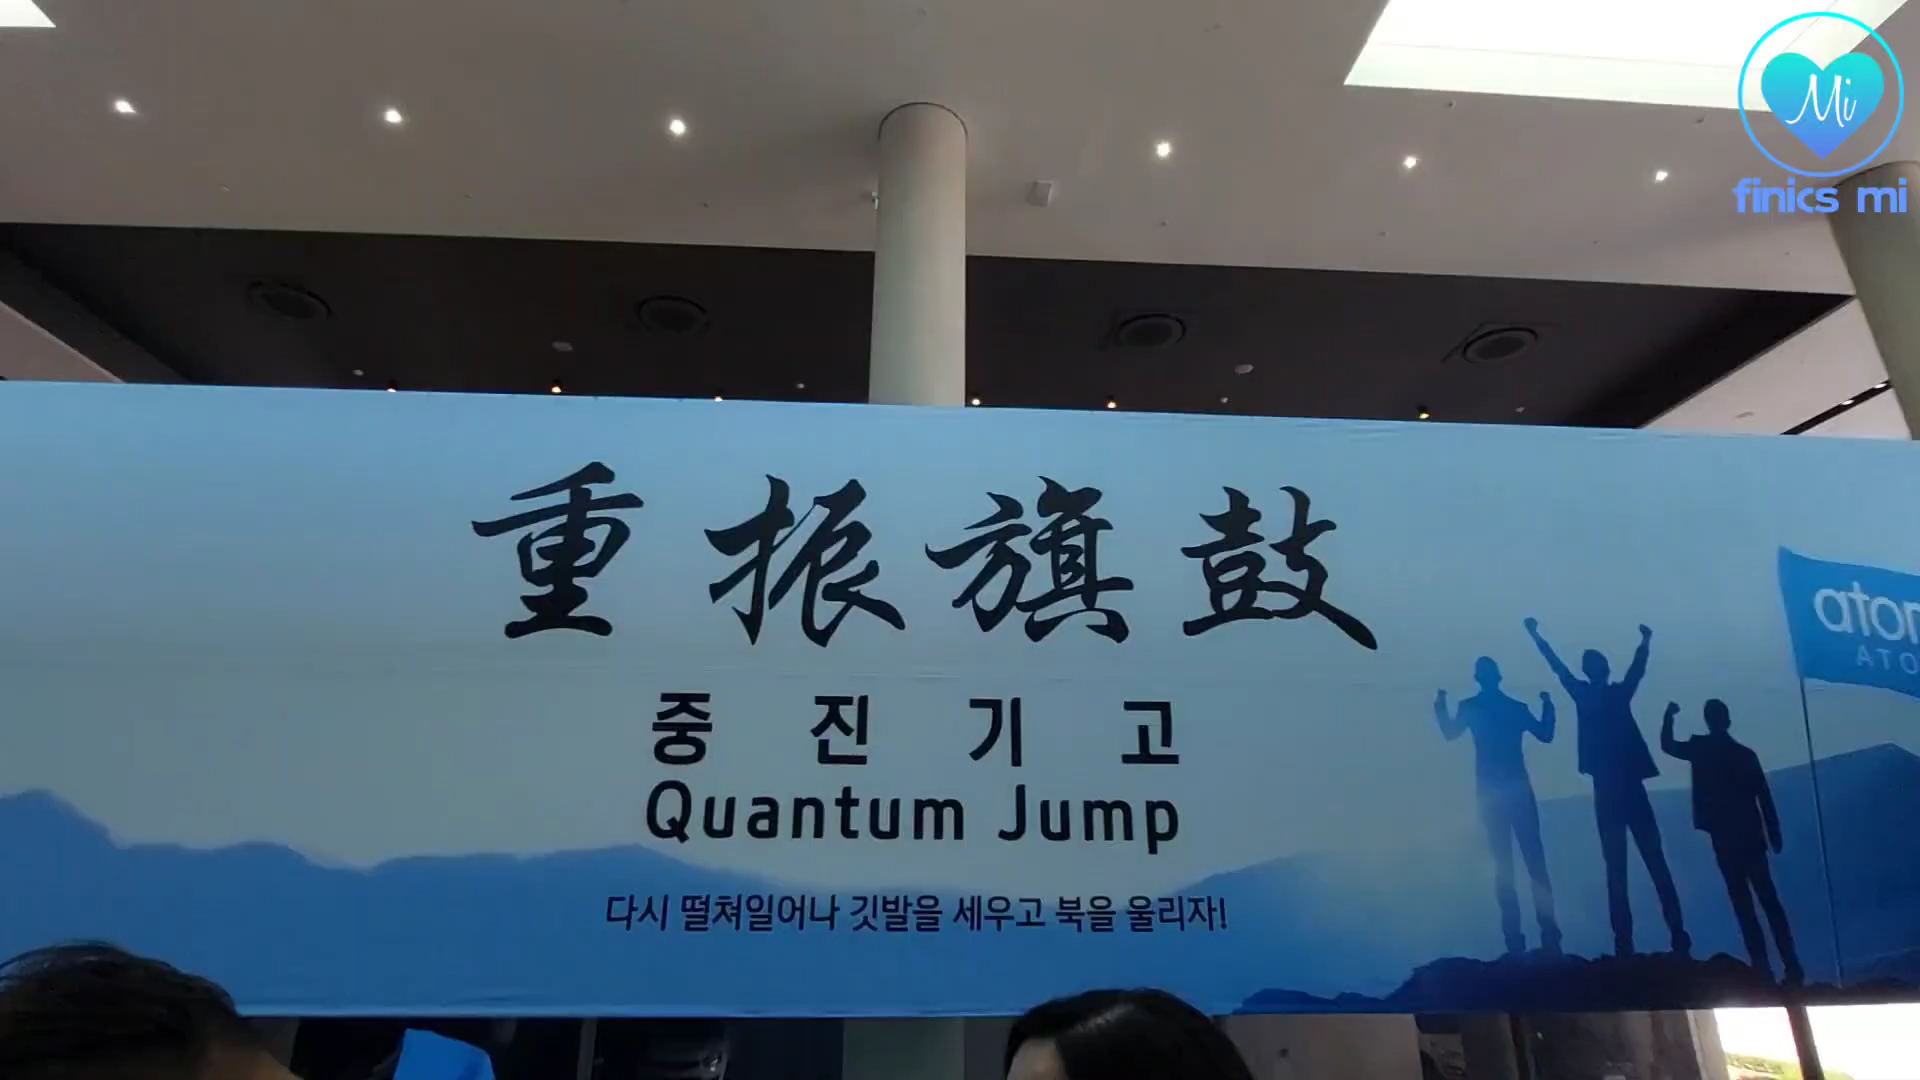 Mi
finics mi
重振旗鼓
중진기고
Quantum Jump
다시 떨쳐일어나 깃발을 세우고 북을 울리자!